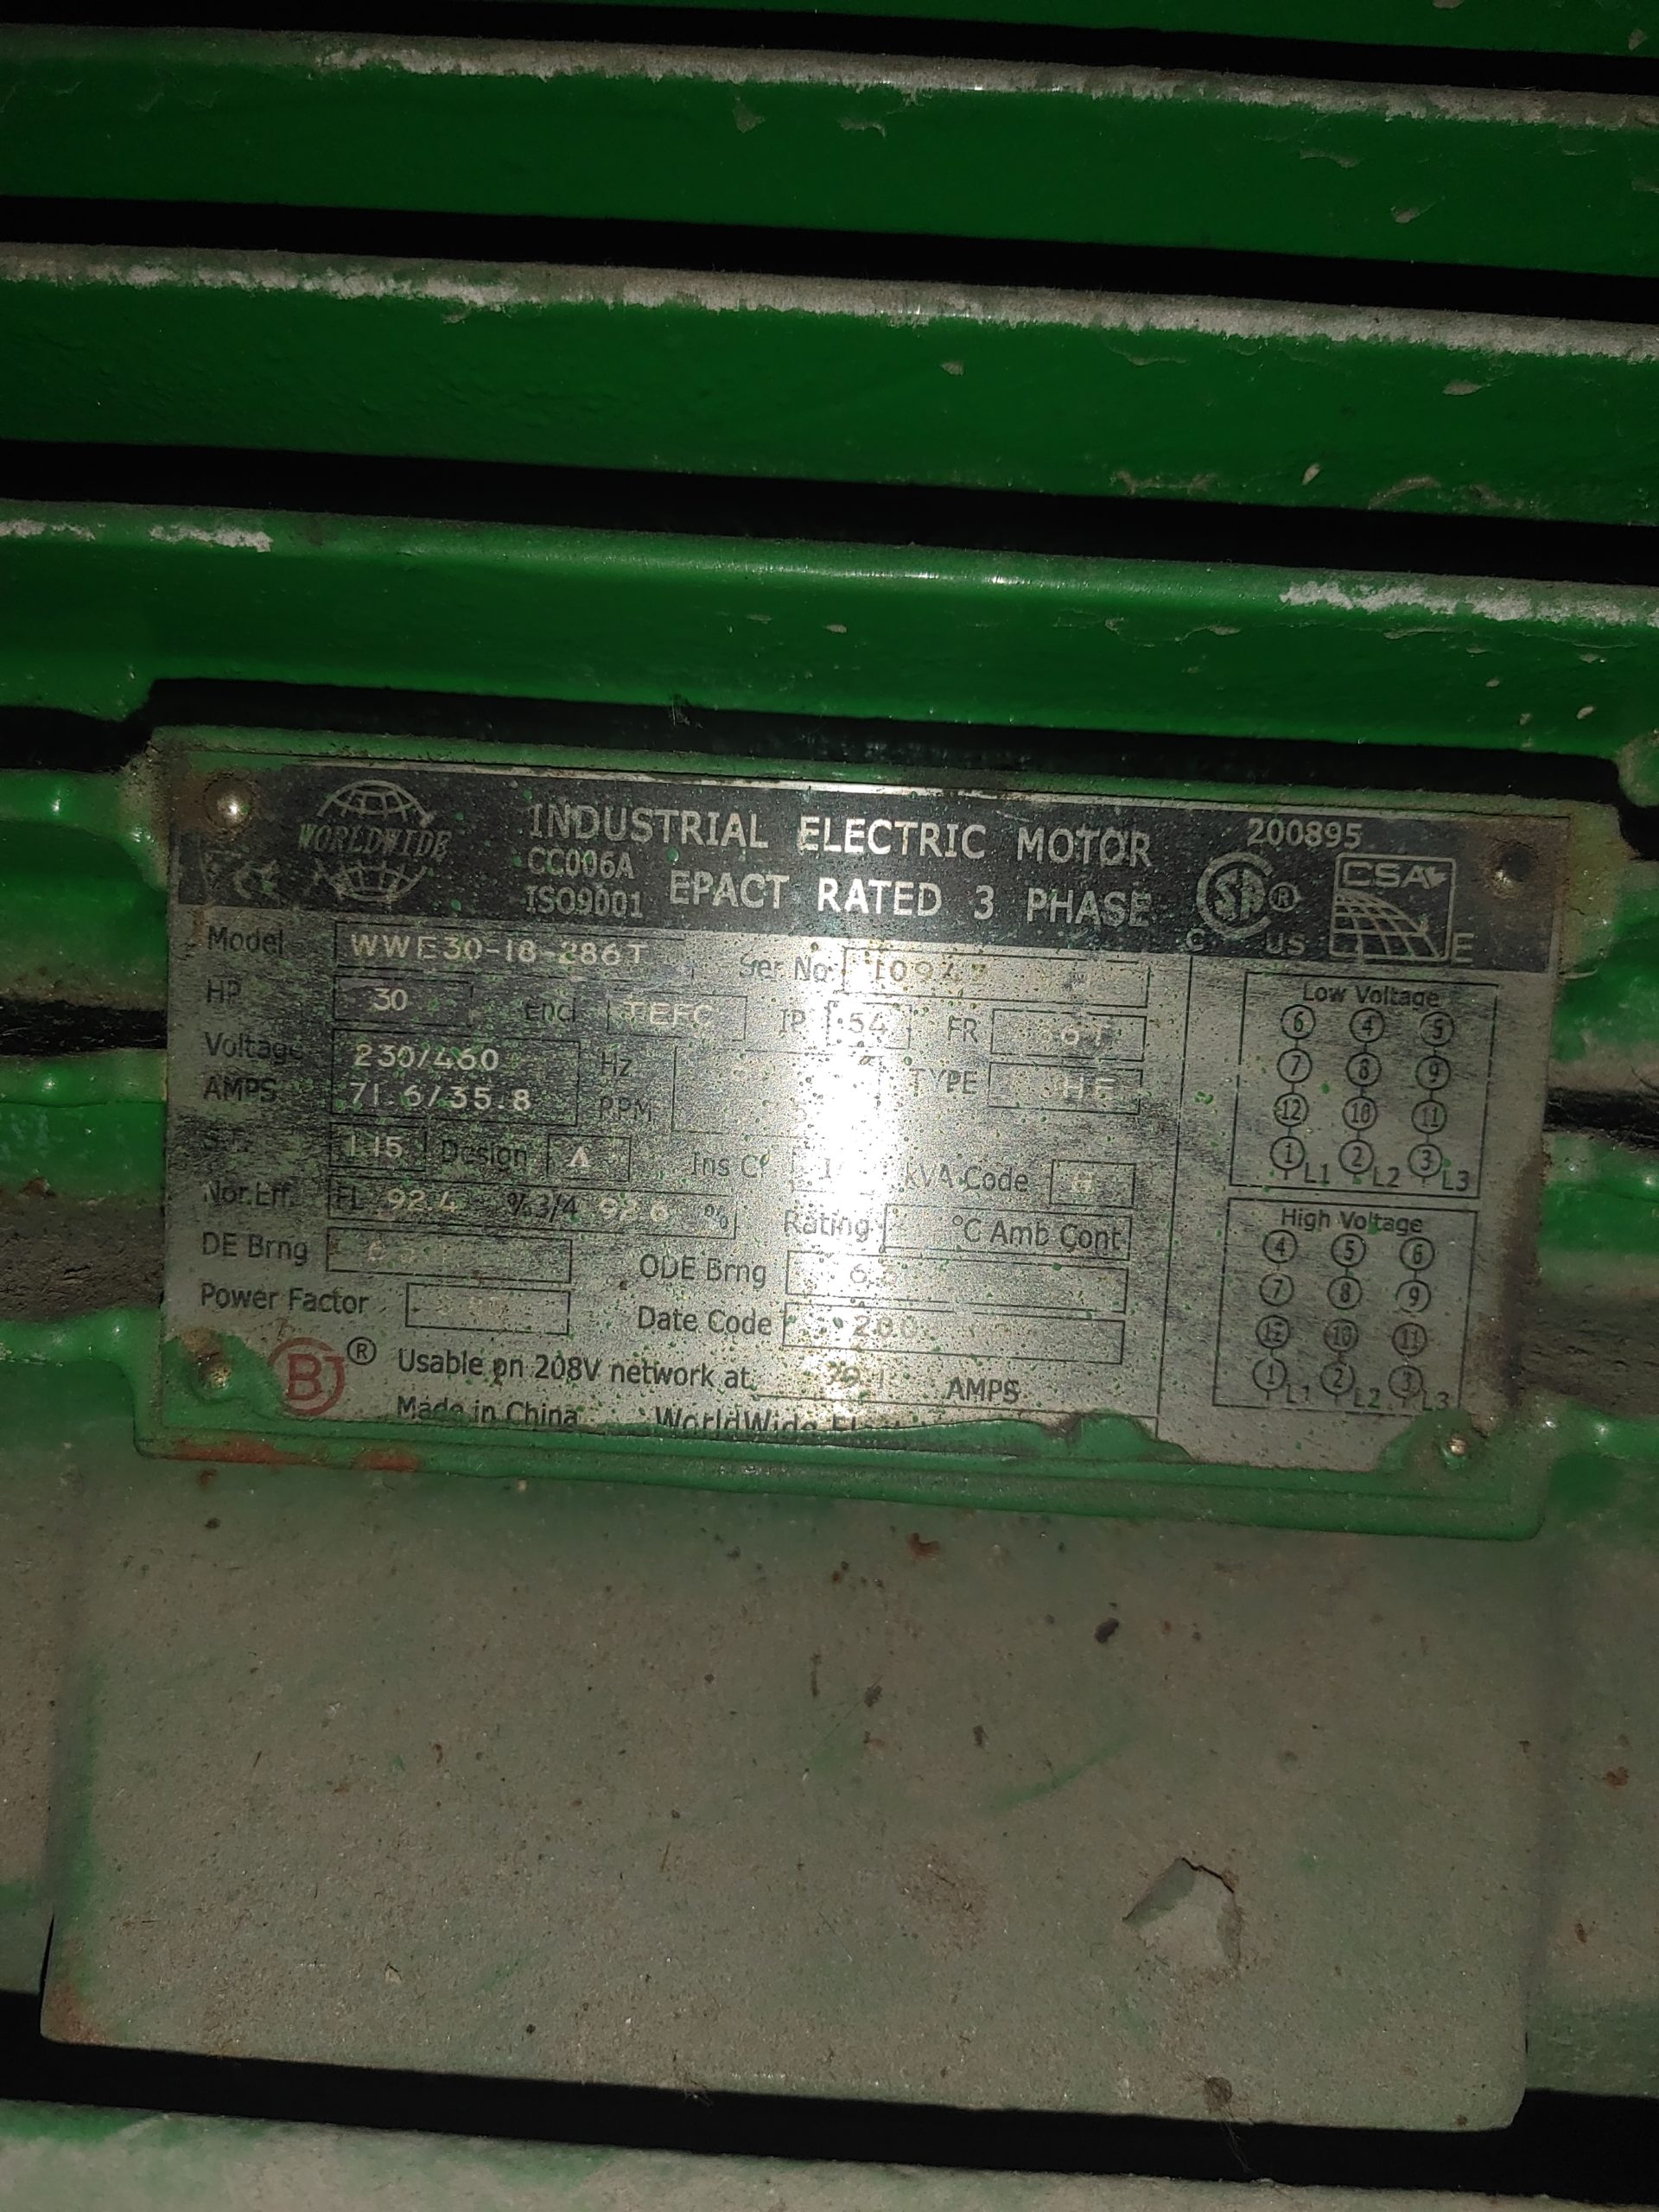 WORLDWIDE
INDUSTRIAL ELECTRIC MOTOR
200895
CC006A
ISO9001
EPACT RATED 3 PHASE
CSA
C US
E
Model WWE30-18-286T Ser No
HP 30 Encl TEFC IP 54 FR
Voltage 230/460 Hz TYPE
AMPS 71.6/35.8 RPM
1.15 Design A Ins Cl KVA Code H
Nor.Eff. FL 92.4 % 3/4 92.6 %
Rating °C Amb Cont
DE Brng ODE Brng
Power Factor Date Code
® Usable on 208V network at AMPS
Made in China WorldWide
Low Voltage
6 4 5
7 8 9
12 10 11
1 L1 2 L2 3 L3
High Voltage
4 5 6
7 8 9
12 10 11
1 L1 2 L2 3 L3